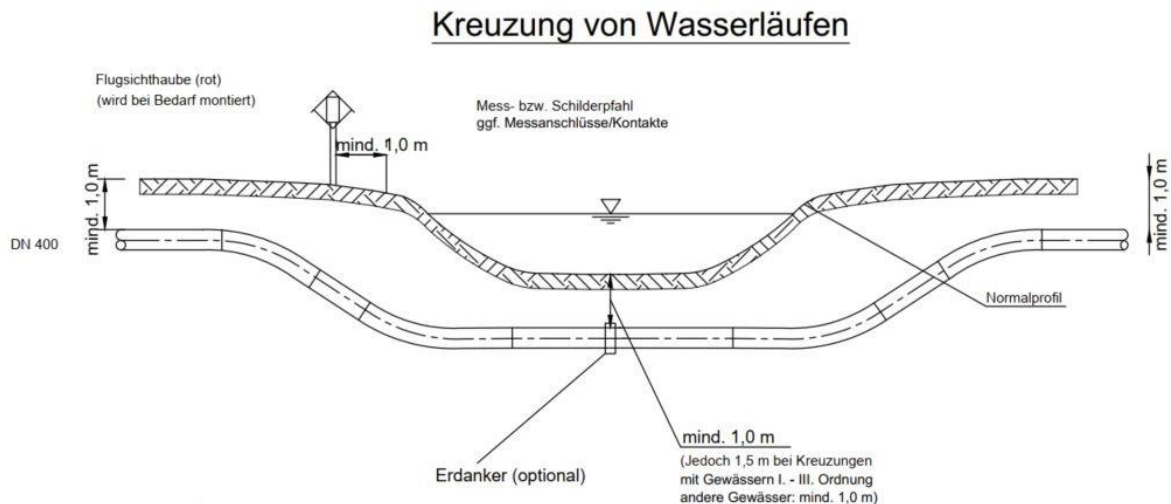 Kreuzung von Wasserläufen
Flugsichthaube (rot)
(wird bei Bedarf montiert)
Mess- bzw. Schilderpfahl
ggf. Messanschlüsse/Kontakte
mind. 1,0 m
mind. 1,0 m
mind. 1,0 m
DN 400
Normalprofil
mind. 1,0 m
(Jedoch 1,5 m bei Kreuzungen
mit Gewässern I. - III. Ordnung
andere Gewässer: mind. 1,0 m)
Erdanker (optional)